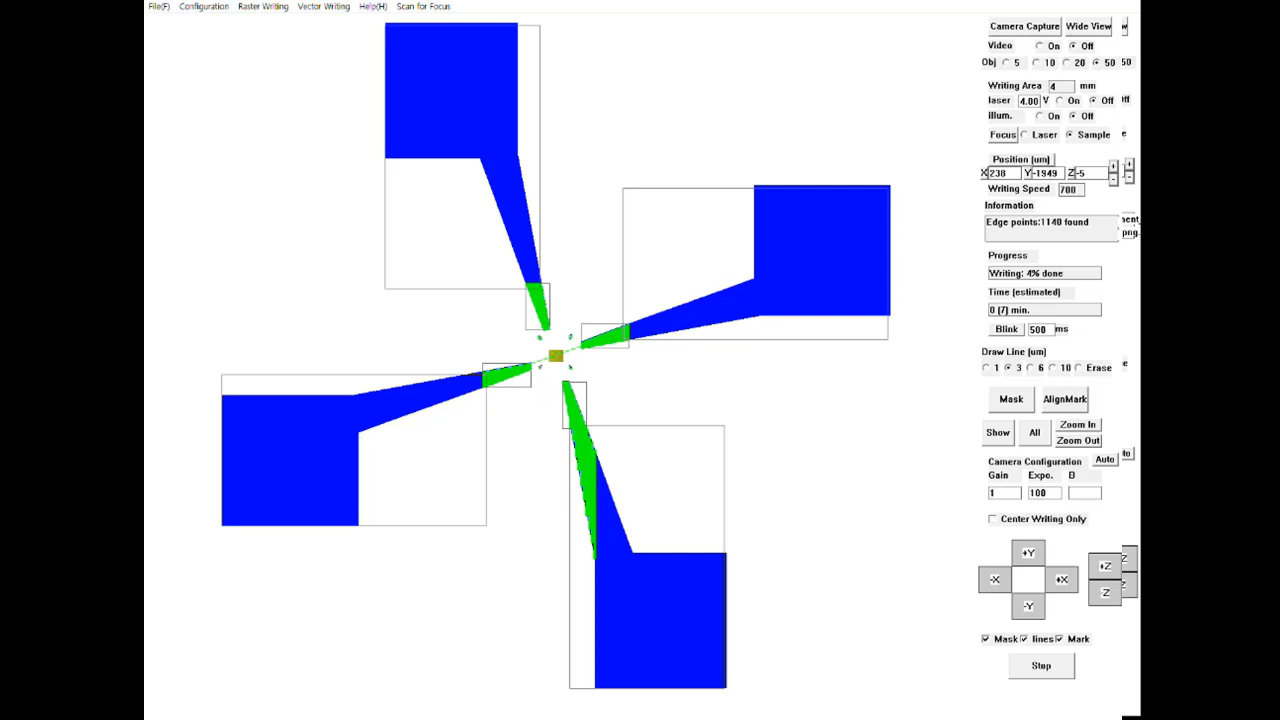 File(F) Configuration Raster Writing Vector Writing Help(H) Scan for Focus
Camera Capture Wide View w
Video On Off
Obj 5 10 20 50 50
Writing Area 4 mm
laser 4.00 V On Off Off
illum. On Off
Focus Laser Sample e
Position (um)
X 238 Y -1949 Z -5 + - + -
Writing Speed 700
Information
Edge points:1140 found
ment_
png.
Progress
Writing: 4% done
Time (estimated)
0 (7) min.
Blink 500 ms
Draw Line (um)
1 3 6 10 Erase e
Mask AlignMark
Show All Zoom In
Zoom Out
Camera Configuration Auto to
Gain Expo. B
1 100
Center Writing Only
+Y
-X +X +Z Z
-Y -Z Z
Mask lines Mark
Stop